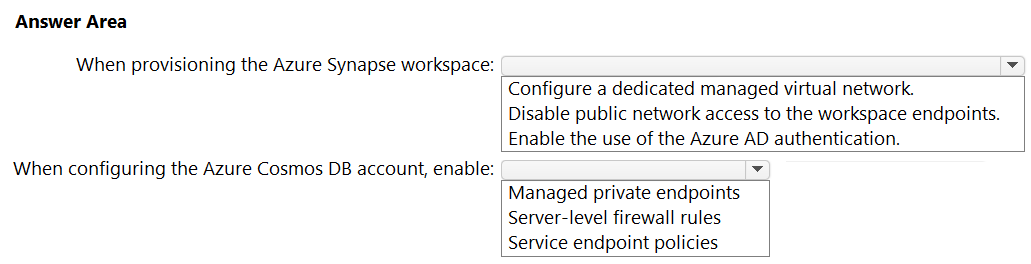 Answer Area
When provisioning the Azure Synapse workspace:
Configure a dedicated managed virtual network.
Disable public network access to the workspace endpoints.
Enable the use of the Azure AD authentication.
When configuring the Azure Cosmos DB account, enable:
Managed private endpoints
Server-level firewall rules
Service endpoint policies